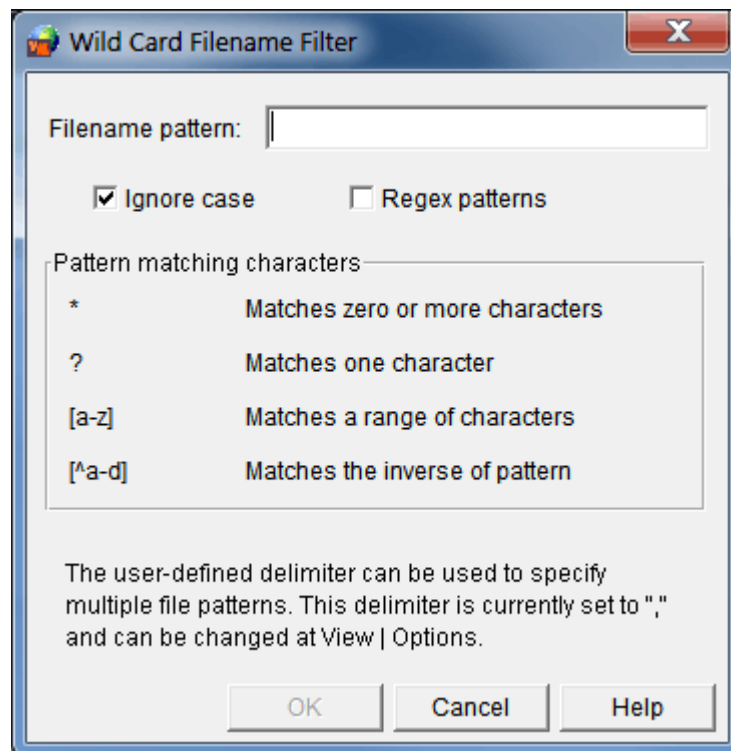 Wild Card Filename Filter
Filename pattern:
Ignore case Regex patterns
Pattern matching characters
* Matches zero or more characters
? Matches one character
[a-z] Matches a range of characters
[^a-d] Matches the inverse of pattern
The user-defined delimiter can be used to specify
multiple file patterns. This delimiter is currently set to ","
and can be changed at View | Options.
OK Cancel Help